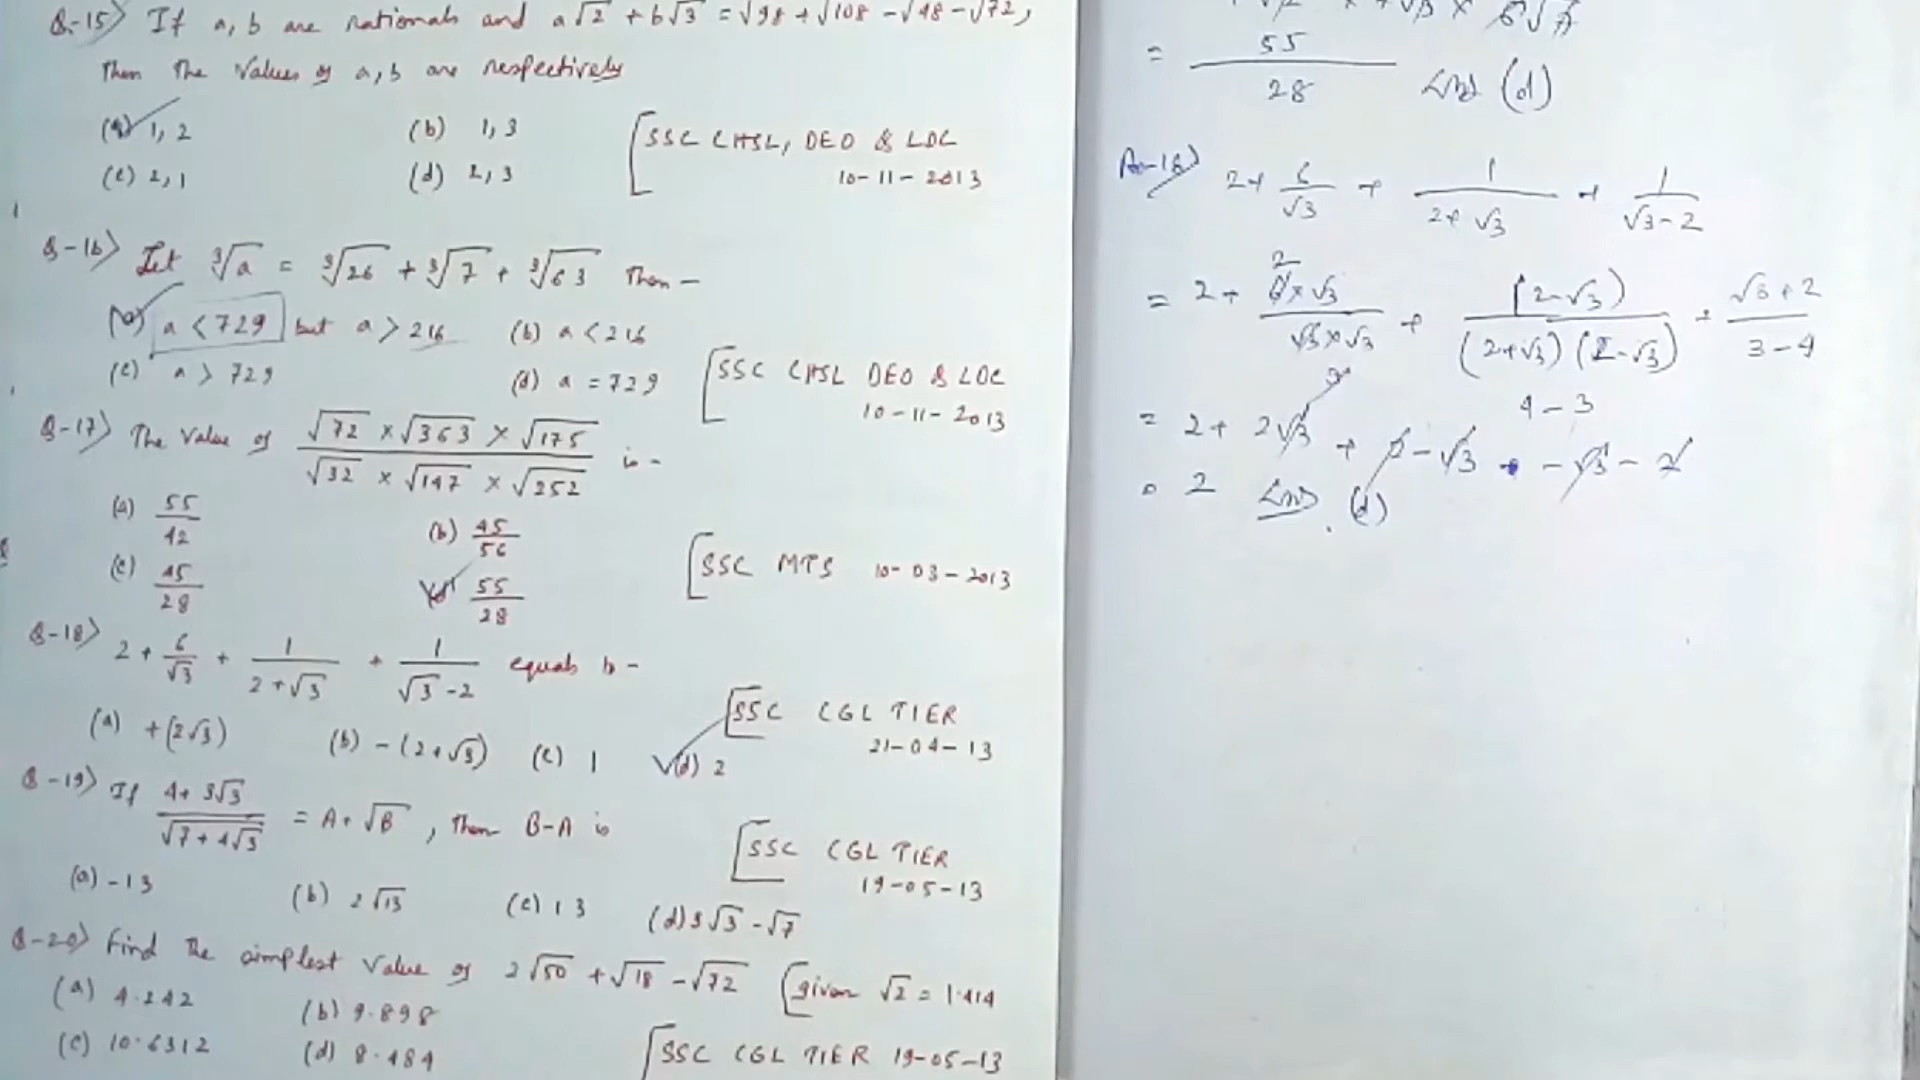 Q-15) If a, b are rationals and a√2 + b√3 = √98 + √108 - √48 - √72,
Then The Values of a, b are respectively
(a) 1, 2 (b) 1, 3
(c) 2, 1 (d) 2, 3
[SSC CHSL, DEO & LDC
10-11-2013
Q-16) Let ∛a = ∛26 + ∛7 + ∛63 Then -
(a) a < 729 but a > 216 (b) a < 216
(c) a > 729 (d) a = 729
[SSC CHSL DEO & LDC
10-11-2013
Q-17) The Value of (√72 × √363 × √175) / (√32 × √147 × √252) is -
(a) 55/42 (b) 45/56
(c) 45/28 (d) 55/28
[SSC MTS 10-03-2013
Q-18) 2 + 6/√3 + 1/(2+√3) + 1/(√3-2) equals to -
(a) +(2√3) (b) -(2+√3) (c) 1 (d) 2
[SSC CGL TIER
21-04-13
Q-19) If (4+3√3)/√(7+4√3) = A+√B, Then B-A is
[SSC CGL TIER
19-05-13
(a) -13 (b) 2√13 (c) 13 (d) 3√3-√7
Q-20) Find The simplest Value of 2√50 + √18 - √72 [given √2 = 1.414
(a) 4.242 (b) 9.898
(c) 10.6312 (d) 8.484
[SSC CGL TIER 19-05-13
= 55/28 Ans (d)
A-18) 2 + 6/√3 + 1/(2+√3) + 1/(√3-2)
= 2 + 2 6×√3/(√3×√3) + (2-√3)/((2+√3)(2-√3)) + (√3+2)/(3-4)
4-3
= 2 + 2√3 + 2 - √3 + - √3 - 2
= 2 Ans. (d)